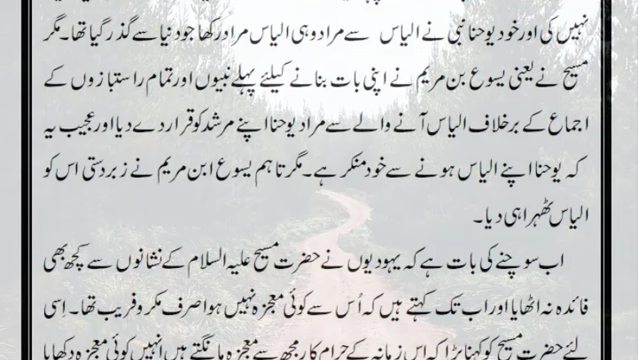 نہیں کی اور خود یوحنا نبی نے الیاس سے مراد وہی الیاس مراد رکھا جو دنیا سے گذر گیا تھا۔ مگر
مسیح نے یعنی یسوع بن مریم نے اپنی بات بنانے کیلئے پہلے نبیوں اور تمام راستبازوں کے
اجماع کے برخلاف الیاس آنے والے سے مراد یوحنا اپنے مرشد کو قرار دے دیا اور عجیب یہ
کہ یوحنا اپنے الیاس ہونے سے خود منکر ہے۔ مگر تا ہم یسوع ابن مریم نے زبردستی اس کو
الیاس ٹھہرا ہی دیا۔
اب سوچنے کی بات ہے کہ یہودیوں نے حضرت مسیح علیہ السلام کے نشانوں سے کچھ بھی
فائدہ نہ اٹھایا اور اب تک کہتے ہیں کہ اُس سے کوئی معجزہ نہیں ہوا صرف مکر و فریب تھا۔ اِسی
لئے حضرت مسیح کو کہنا پڑا کہ اس زمانہ کے حرام کار مجھ سے معجزہ مانگتے ہیں انہیں کوئی معجزہ دکھایا